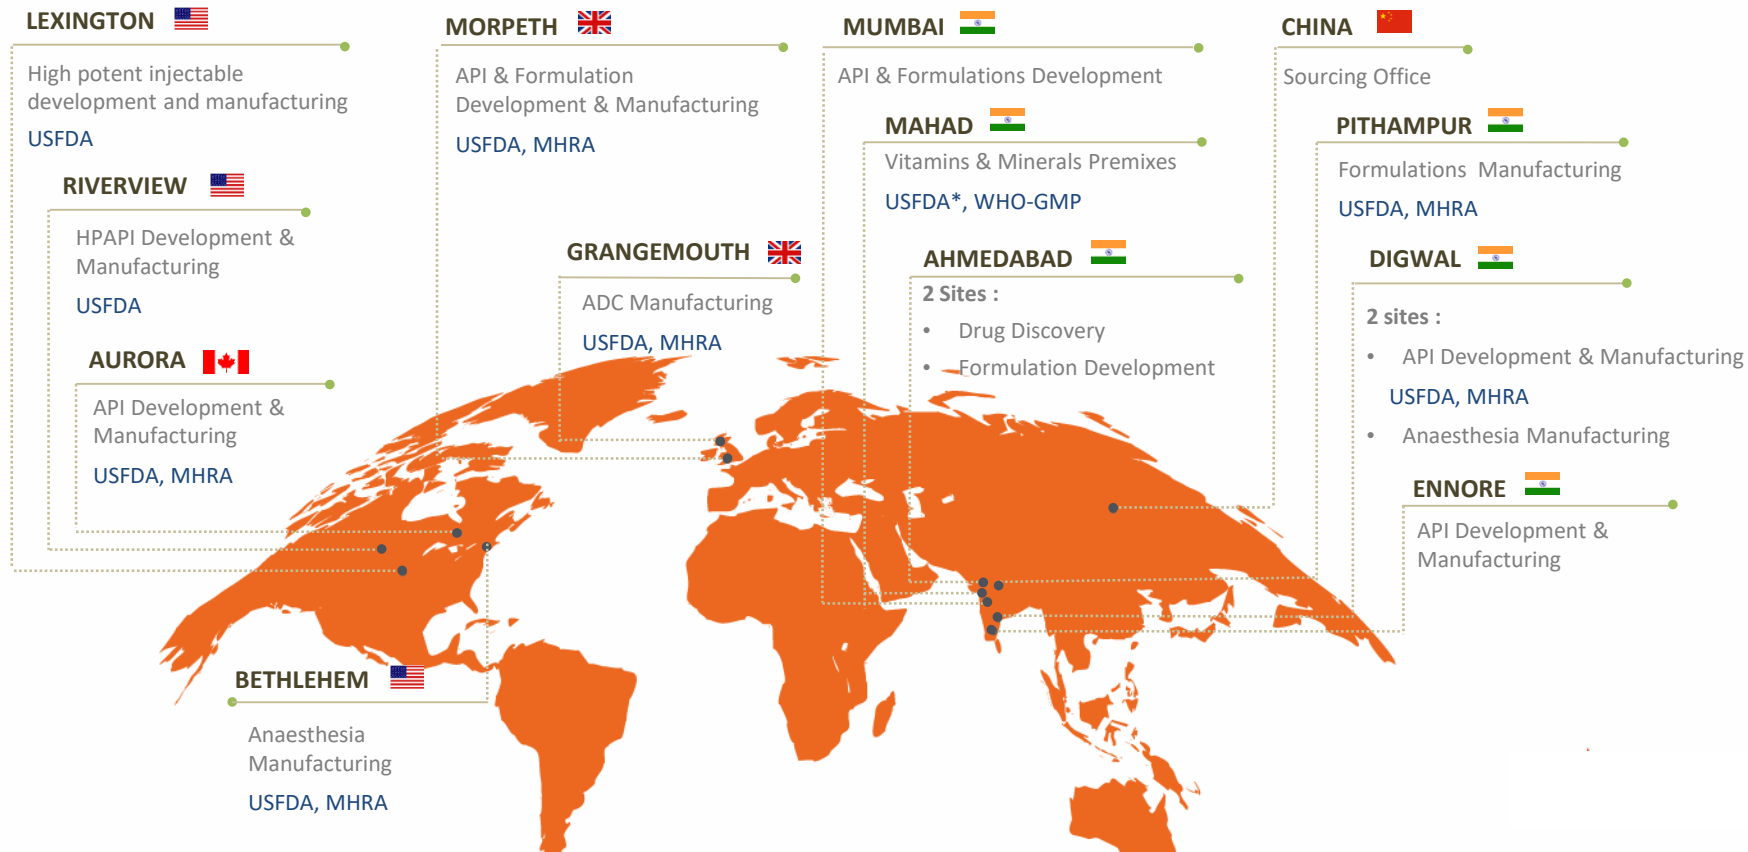 LEXINGTON
High potent injectable
development and manufacturing
USFDA
RIVERVIEW
HPAPI Development &
Manufacturing
USFDA
AURORA
API Development &
Manufacturing
USFDA, MHRA
BETHLEHEM
Anaesthesia
Manufacturing
USFDA, MHRA
MORPETH
API & Formulation
Development & Manufacturing
USFDA, MHRA
GRANGEMOUTH
ADC Manufacturing
USFDA, MHRA
MUMBAI
API & Formulations Development
MAHAD
Vitamins & Minerals Premixes
USFDA*, WHO-GMP
AHMEDABAD
2 Sites :
• Drug Discovery
• Formulation Development
CHINA
Sourcing Office
PITHAMPUR
Formulations Manufacturing
USFDA, MHRA
DIGWAL
2 sites :
• API Development & Manufacturing
USFDA, MHRA
• Anaesthesia Manufacturing
ENNORE
API Development &
Manufacturing